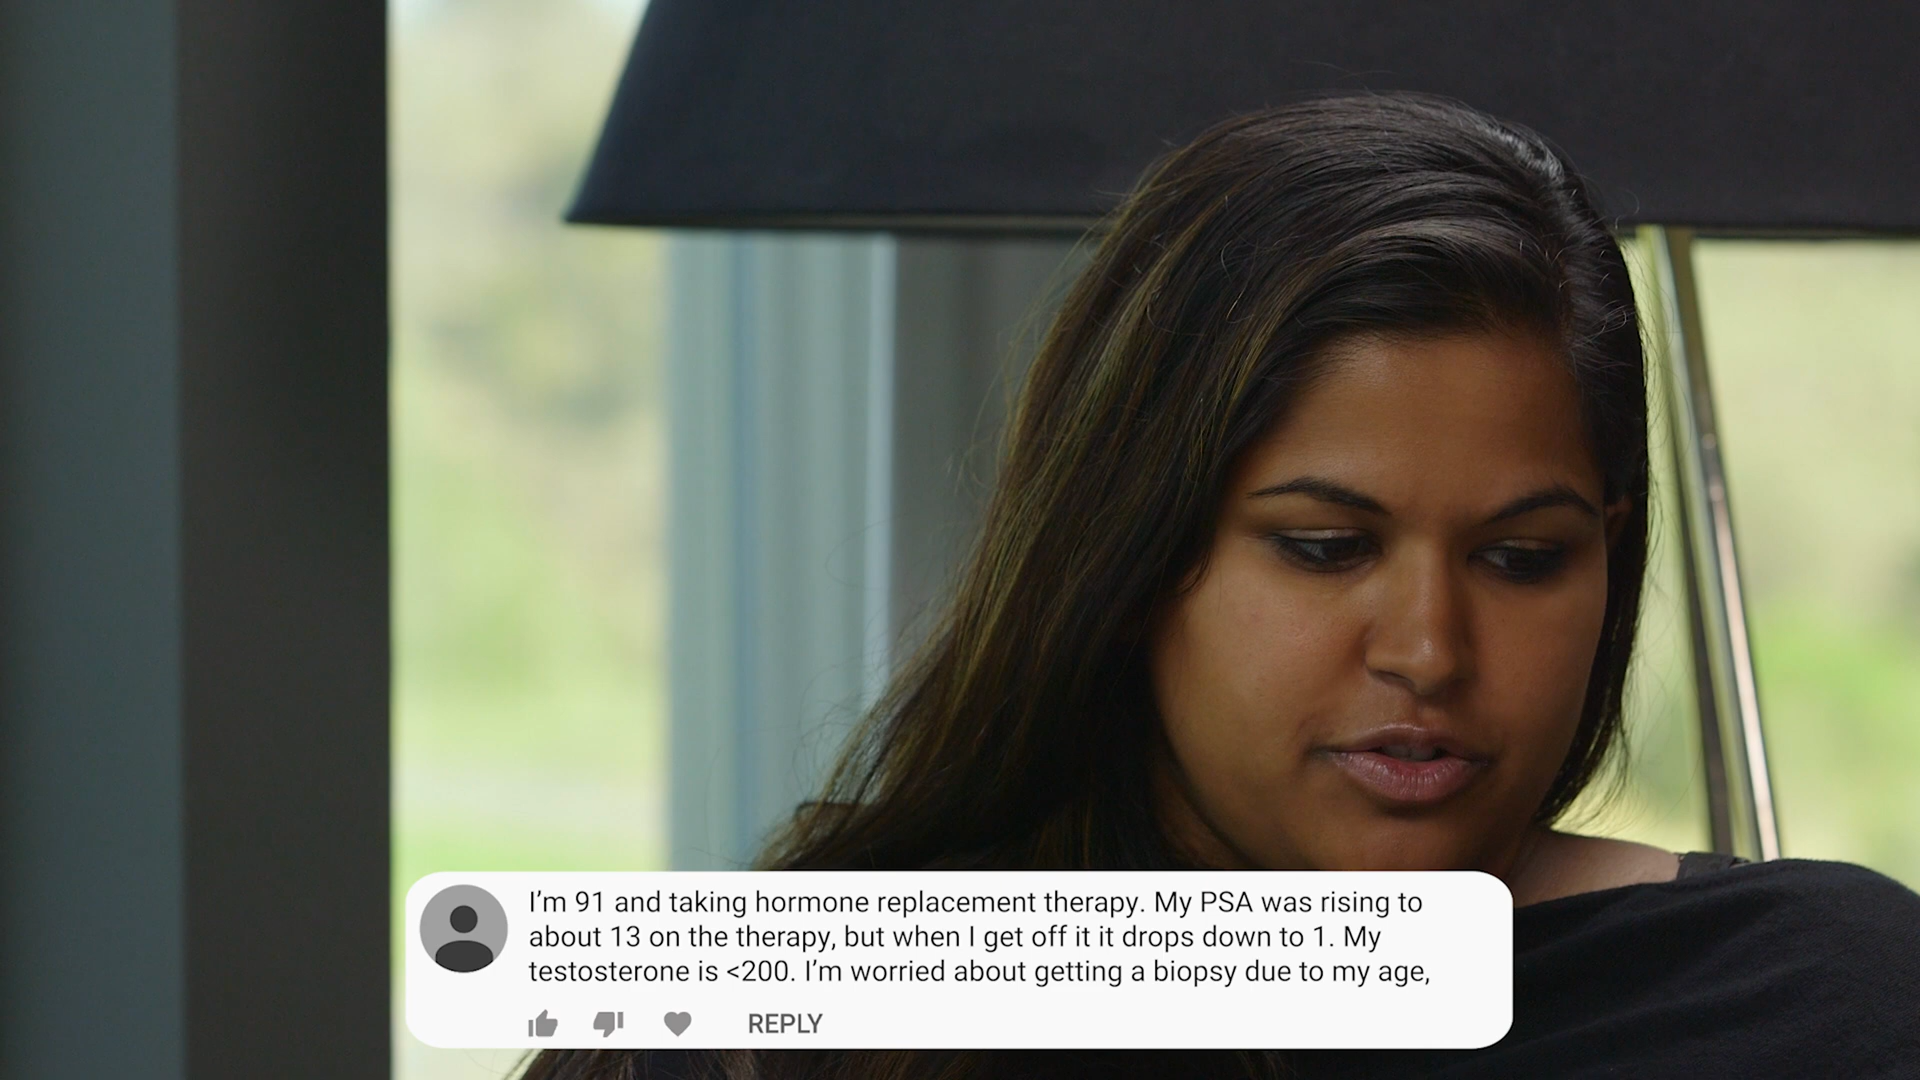 I’m 91 and taking hormone replacement therapy. My PSA was rising to
about 13 on the therapy, but when I get off it it drops down to 1. My
testosterone is <200. I’m worried about getting a biopsy due to my age,
REPLY